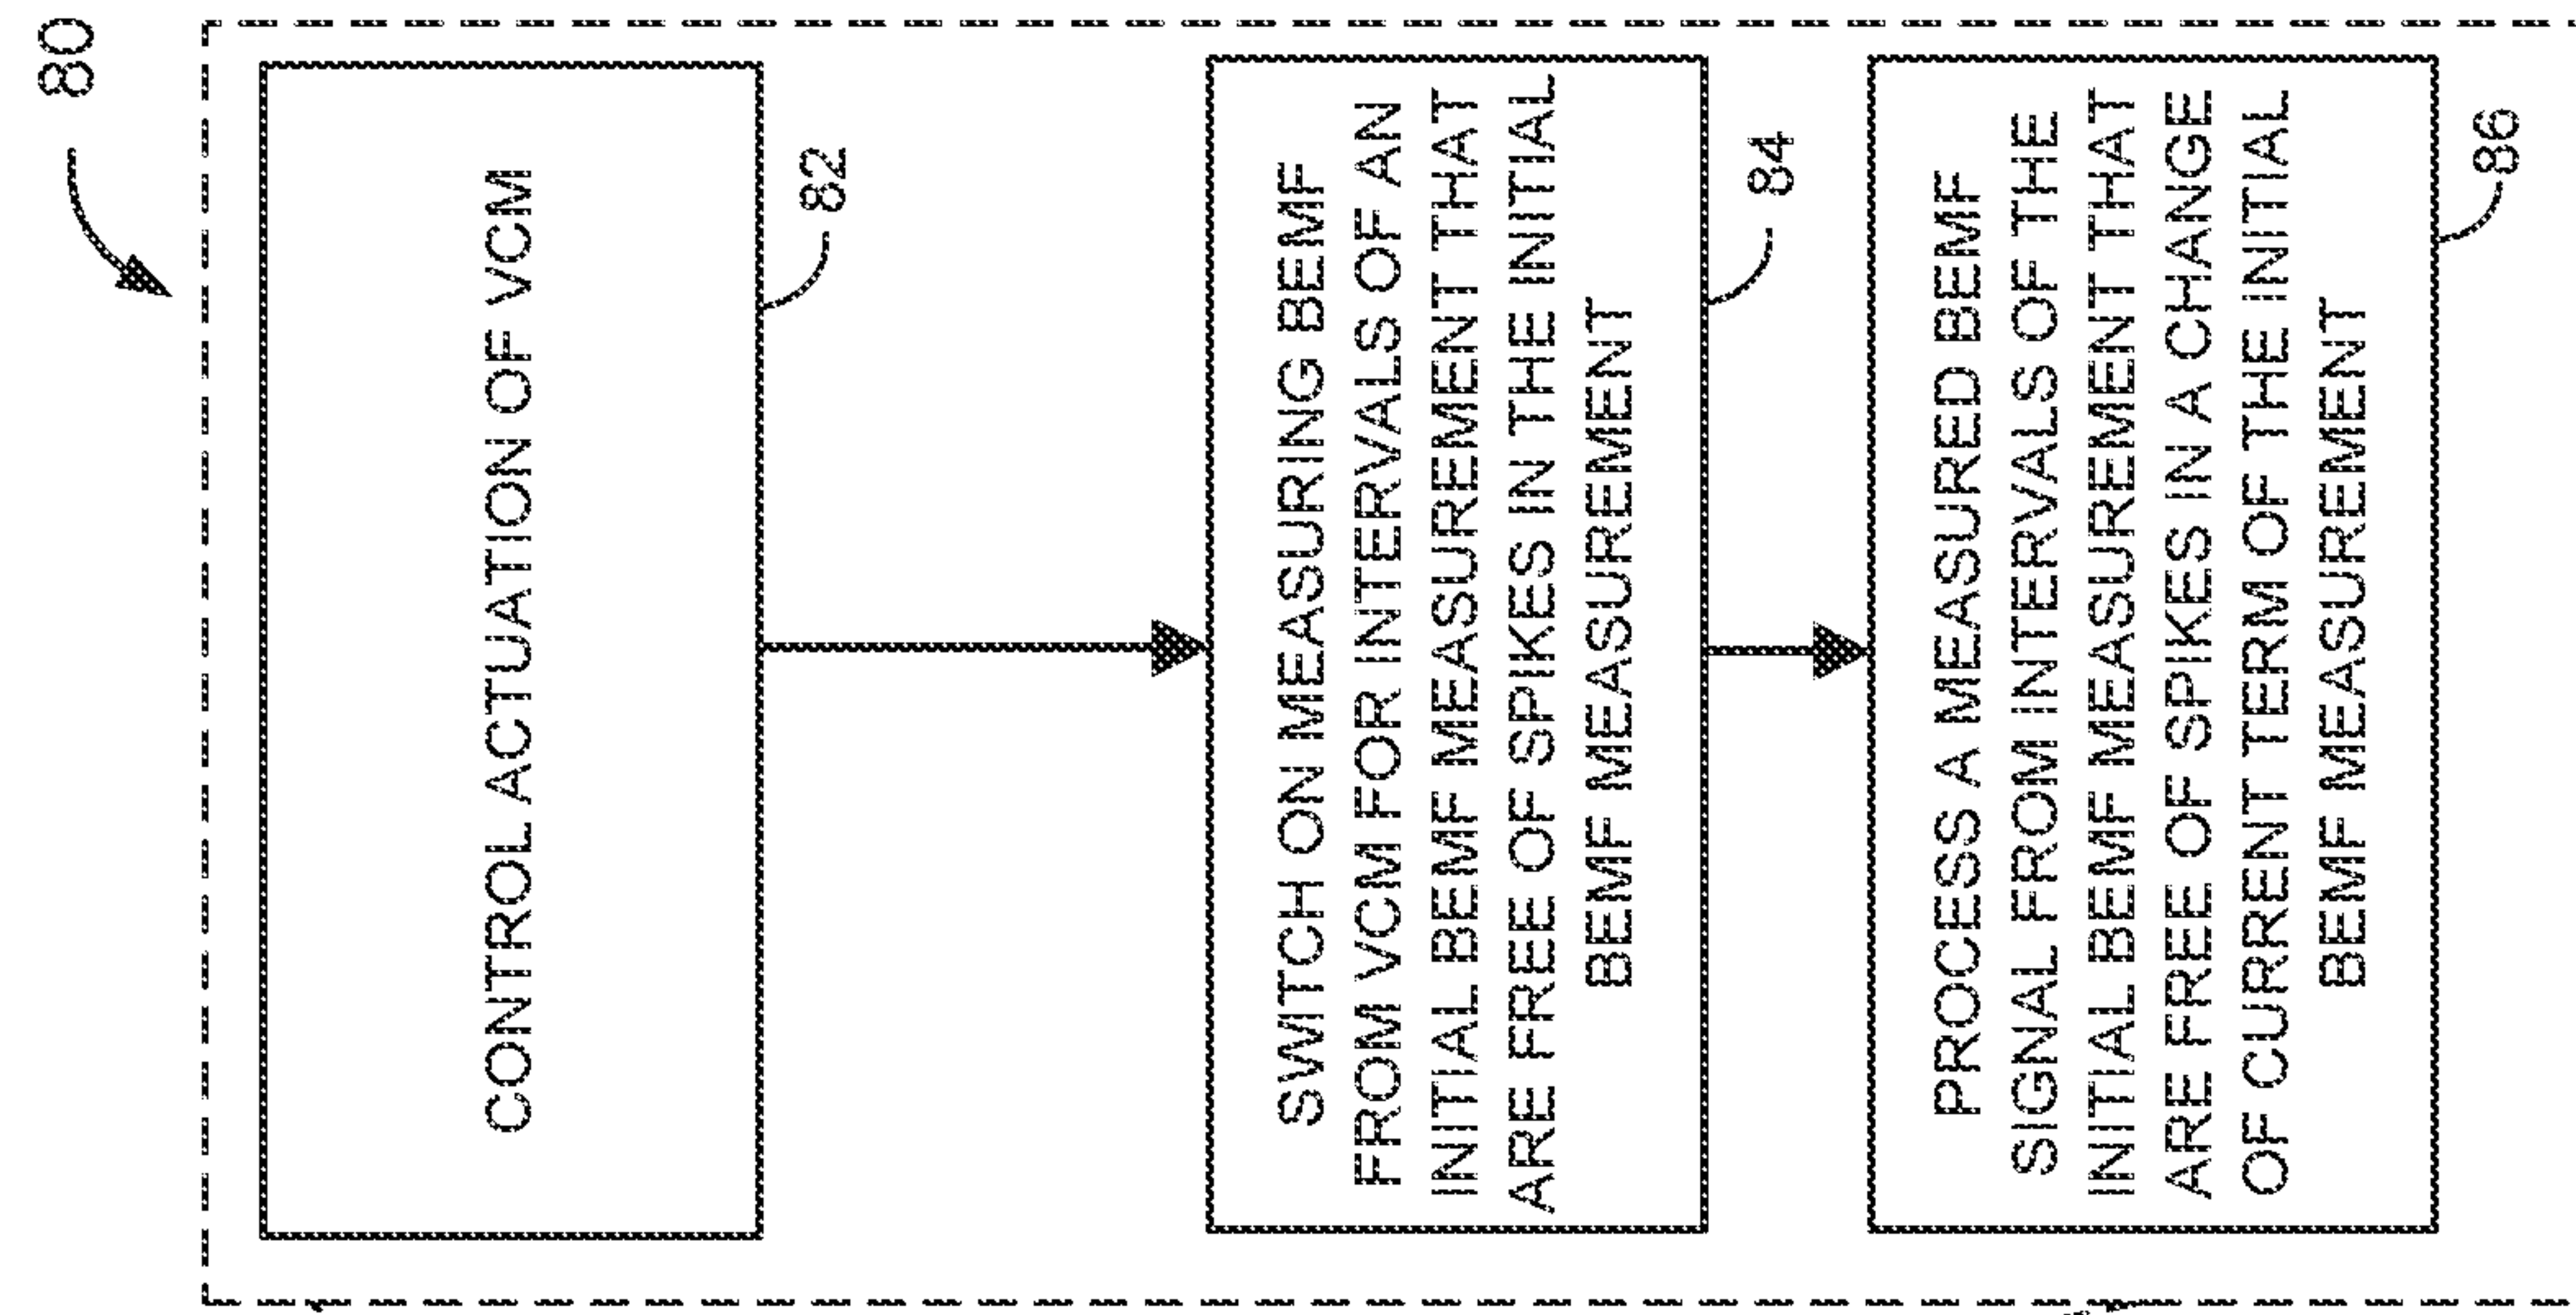 80
CONTROL ACTUATION OF VCM
82
SWITCH ON MEASURING BEMF
FROM VCM FOR INTERVALS OF AN
INITIAL BEMF MEASUREMENT THAT
ARE FREE OF SPIKES IN THE INITIAL
BEMF MEASUREMENT
84
PROCESS A MEASURED BEMF
SIGNAL FROM INTERVALS OF THE
INITIAL BEMF MEASUREMENT THAT
ARE FREE OF SPIKES IN A CHANGE
OF CURRENT TERM OF THE INITIAL
BEMF MEASUREMENT
86